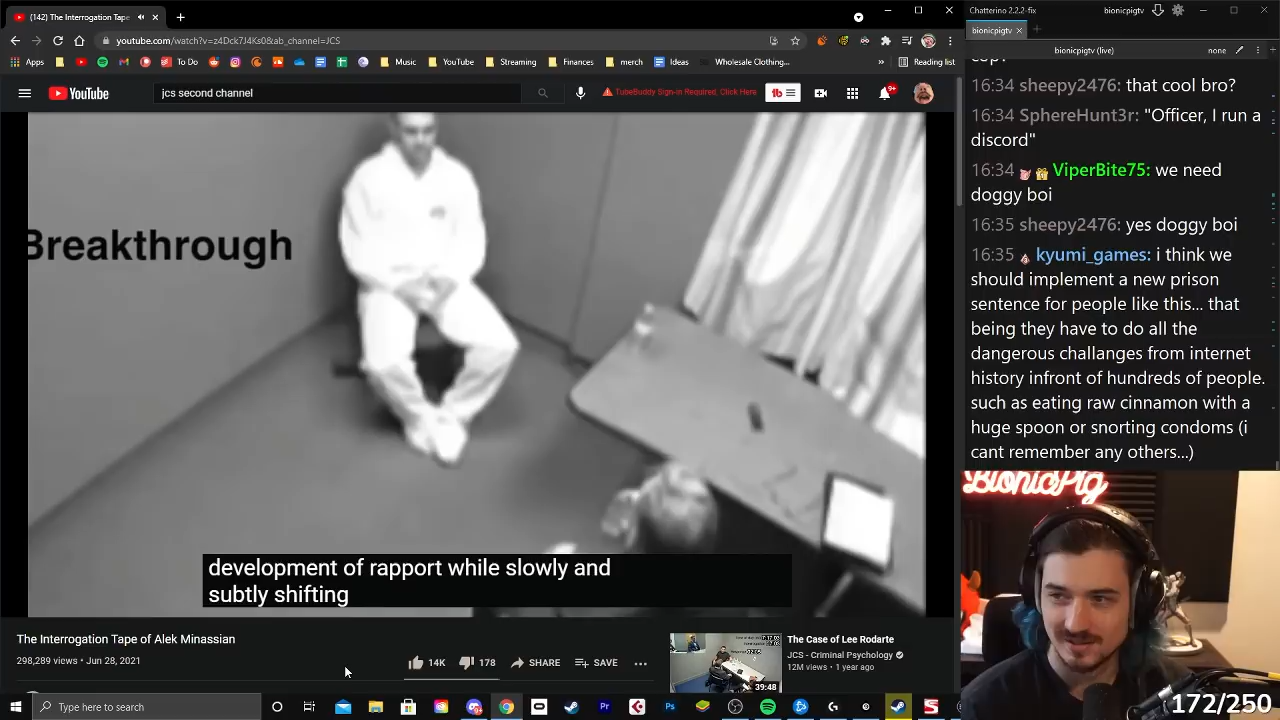 (142) The Interrogation Tape
Chatterino 2.2.2-fix
bionicpigtv
bionicpigtv
youtube.com/watch?v=z4Dck7J4Ks0&ab_channel=JCS
bionicpigtv (live)
none
Apps
To Do
Music
YouTube
Streaming
Finances
merch
Ideas
Wholesale Clothing...
Reading list
YouTube
jcs second channel
TubeBuddy Sign-in Required, Click Here
9+
16:34 sheepy2476: that cool bro?
16:34 SphereHunt3r: "Officer, I run a
discord"
16:34 ViperBite75: we need
doggy boi
16:35 sheepy2476: yes doggy boi
16:35 kyumi_games: i think we
should implement a new prison
sentence for people like this... that
being they have to do all the
dangerous challanges from internet
history infront of hundreds of people.
such as eating raw cinnamon with a
huge spoon or snorting condoms (i
cant remember any others...)
Breakthrough
development of rapport while slowly and
subtly shifting
BionicPig
The Interrogation Tape of Alek Minassian
298,289 views • Jun 28, 2021
14K
178
SHARE
SAVE
The Case of Lee Rodarte
JCS - Criminal Psychology
12M views • 1 year ago
39:48
Type here to search
172/250